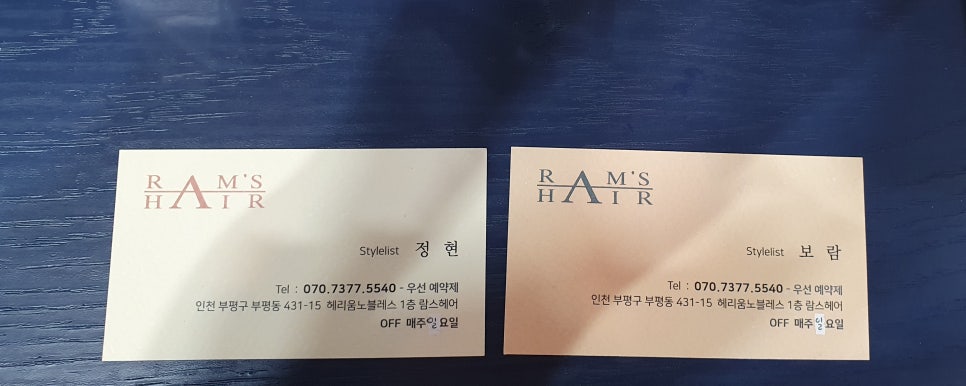 RAM'S
HAIR
Stylelist 정 현
Tel : 070.7377.5540 - 우선 예약제
인천 부평구 부평동 431-15 헤리움노블레스 1층 람스헤어
OFF 매주일요일
RAM'S
HAIR
Stylelist 보 람
Tel : 070.7377.5540 - 우선 예약제
인천 부평구 부평동 431-15 헤리움노블레스 1층 람스헤어
OFF 매주일요일